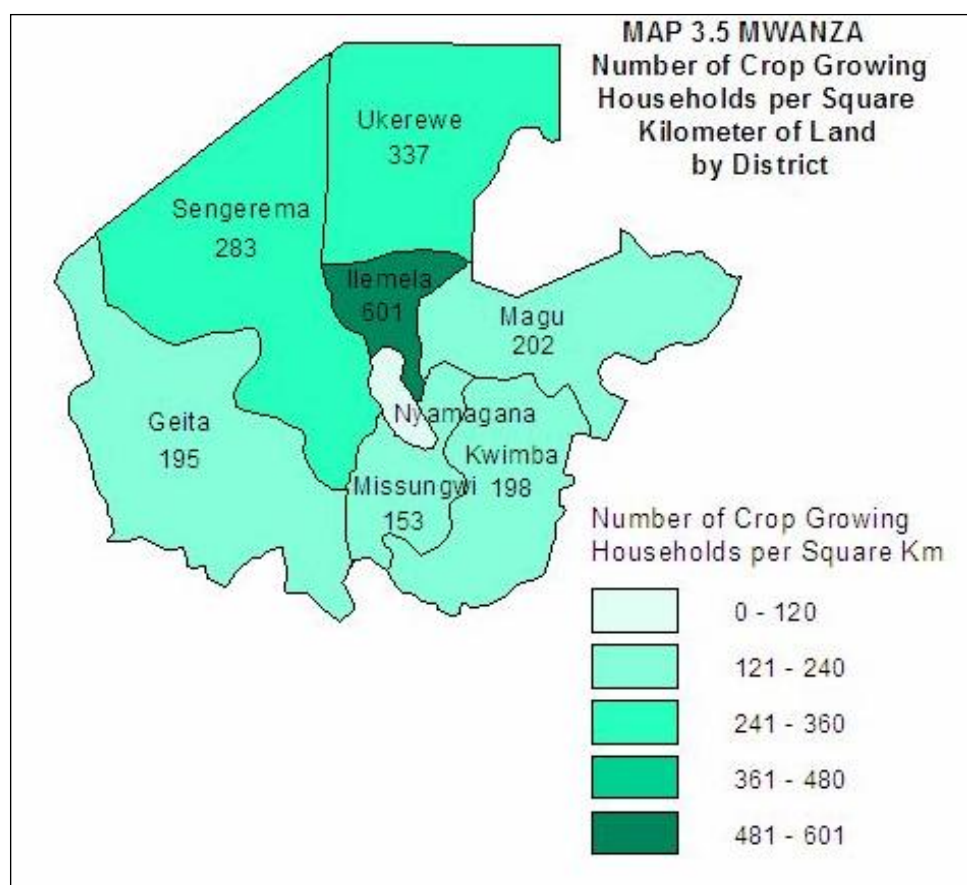 MAP 3.5 MWANZA
Number of Crop Growing
Households per Square
Kilometer of Land
by District
Ukerewe
337
Sengerema
283
Ilemela
601
Magu
202
Nyamagana
Geita
195
Kwimba
198
Missungwi
153
Number of Crop Growing
Households per Square Km
0 - 120
121 - 240
241 - 360
361 - 480
481 - 601